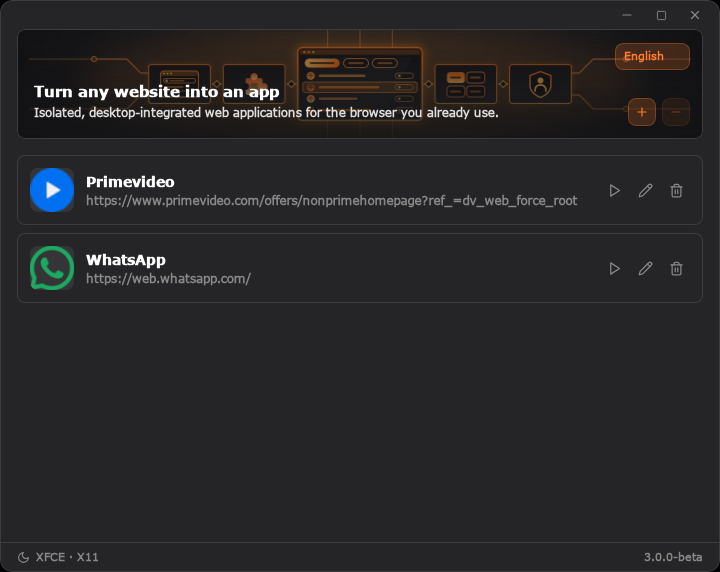 English
Turn any website into an app
Isolated, desktop-integrated web applications for the browser you already use.
Primevideo
https://www.primevideo.com/offers/nonprimehomepage?ref_=dv_web_force_root
WhatsApp
https://web.whatsapp.com/
XFCE · X11
3.0.0-beta